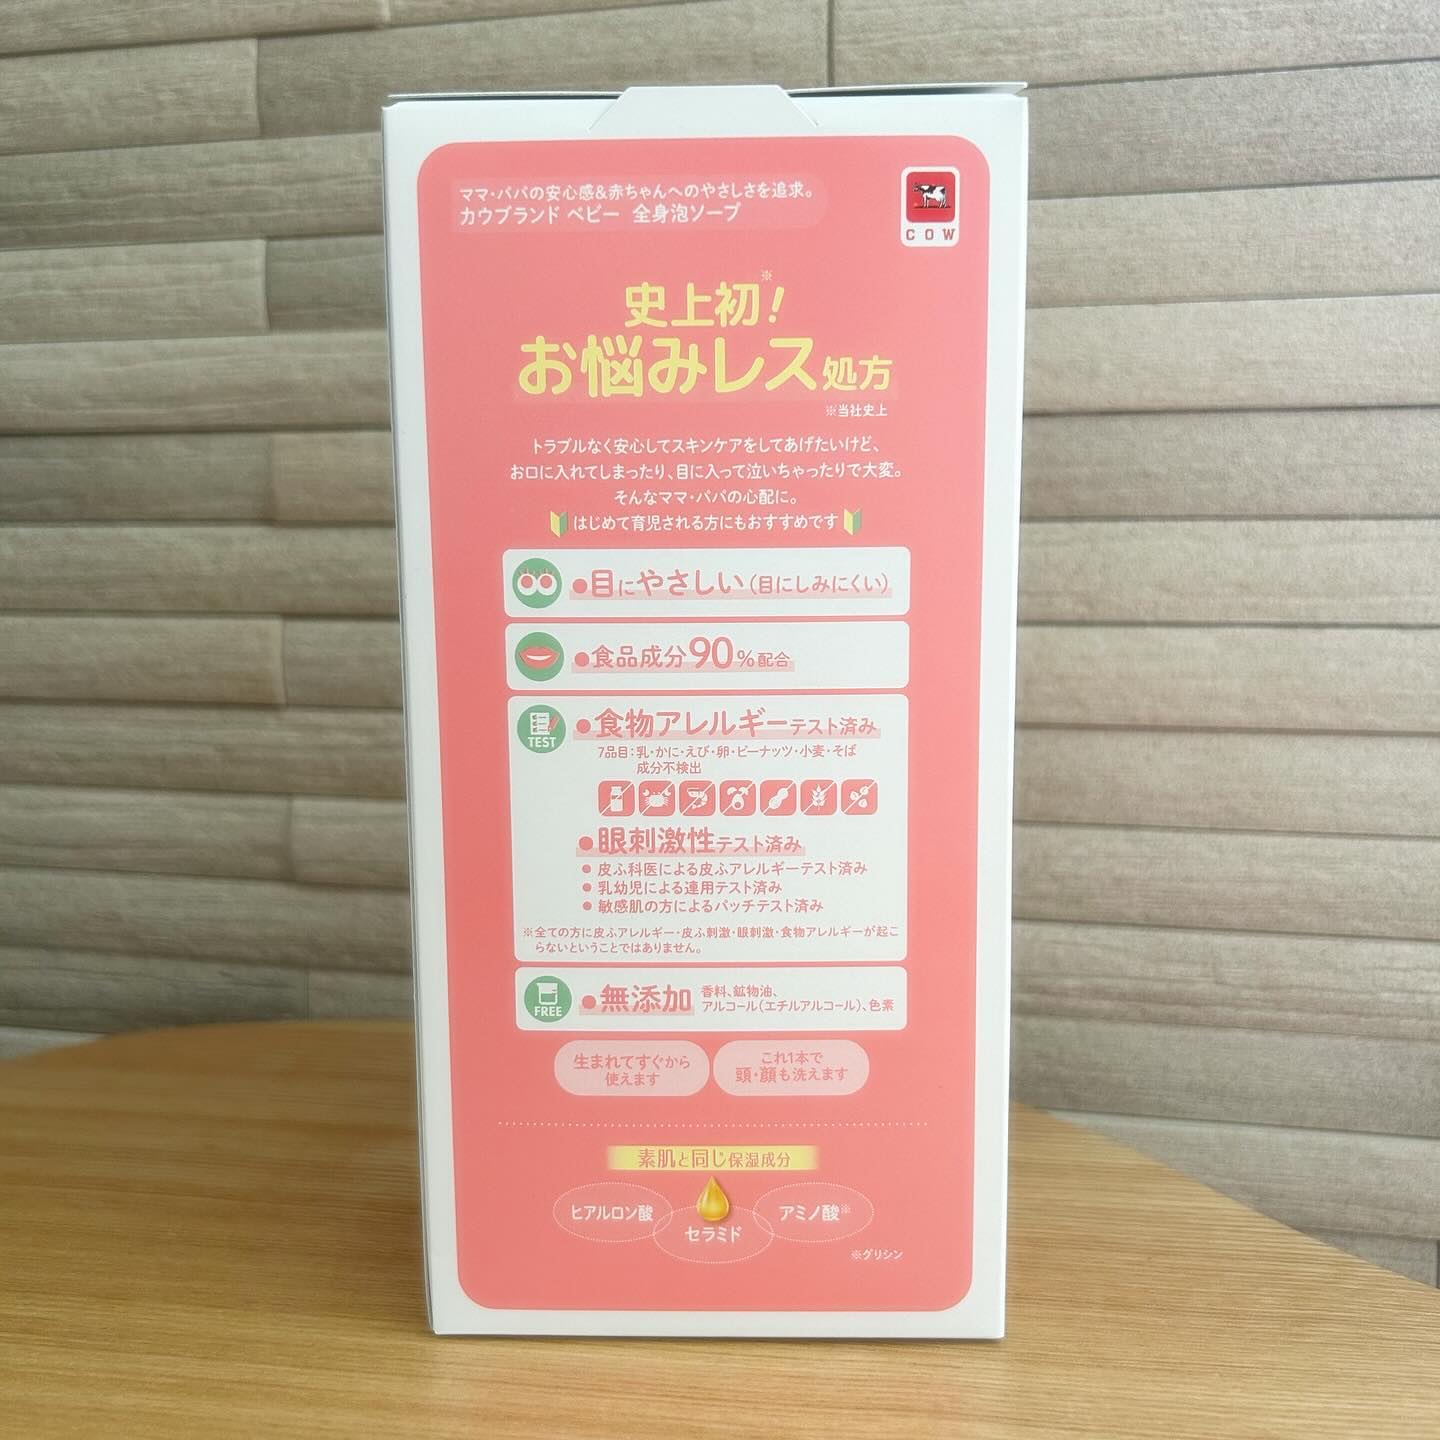 ママ・パパの安心感&赤ちゃんへのやさしさを追求。
カウブランド ベビー 全身泡ソープ
COW
史上初※!
お悩みレス処方
※当社史上
トラブルなく安心してスキンケアをしてあげたいけど、
お口に入れてしまったり、目に入って泣いちゃったりで大変。
そんなママ・パパの心配に。
はじめて育児される方にもおすすめです
●目にやさしい(目にしみにくい)
●食品成分90%配合
TEST
●食物アレルギーテスト済み
7品目:乳・かに・えび・卵・ピーナッツ・小麦・そば
成分不検出
●眼刺激性テスト済み
●皮ふ科医による皮ふアレルギーテスト済み
●乳幼児による連用テスト済み
●敏感肌の方によるパッチテスト済み
※全ての方に皮ふアレルギー・皮ふ刺激・眼刺激・食物アレルギーが起こ
らないということではありません。
FREE
●無添加 香料、鉱物油、
アルコール(エチルアルコール)、色素
生まれてすぐから
使えます
これ1本で
頭・顔も洗えます
素肌と同じ保湿成分
ヒアルロン酸
セラミド
アミノ酸※
※グリシン